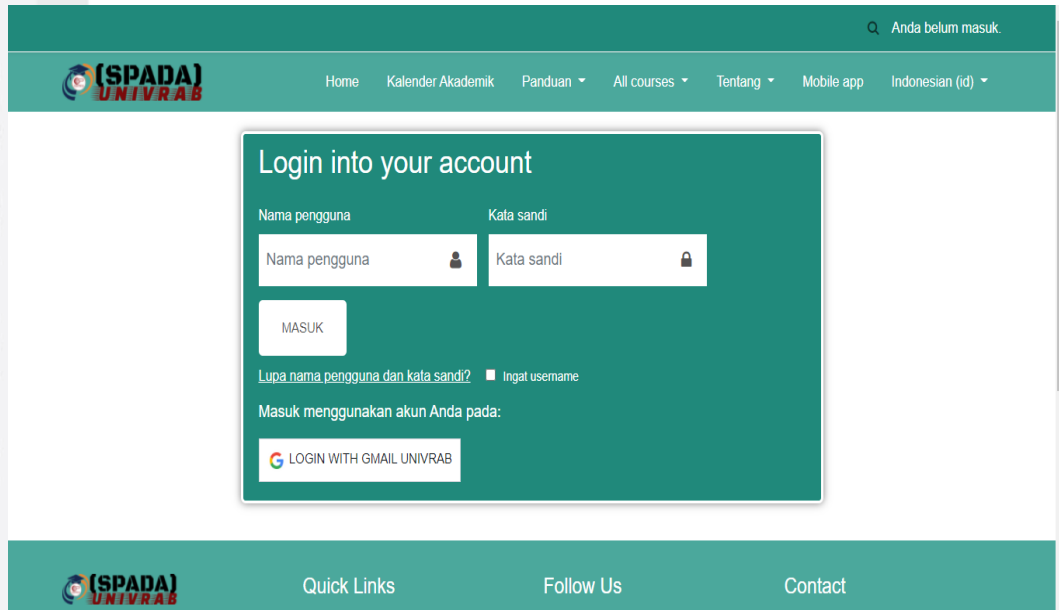 Anda belum masuk.
(SPADA)
UNIVRAB
Home Kalender Akademik Panduan All courses Tentang Mobile app Indonesian (id)
Login into your account
Nama pengguna Kata sandi
Nama pengguna Kata sandi
MASUK
Lupa nama pengguna dan kata sandi? Ingat username
Masuk menggunakan akun Anda pada:
LOGIN WITH GMAIL UNIVRAB
(SPADA)
UNIVRAB
Quick Links Follow Us Contact